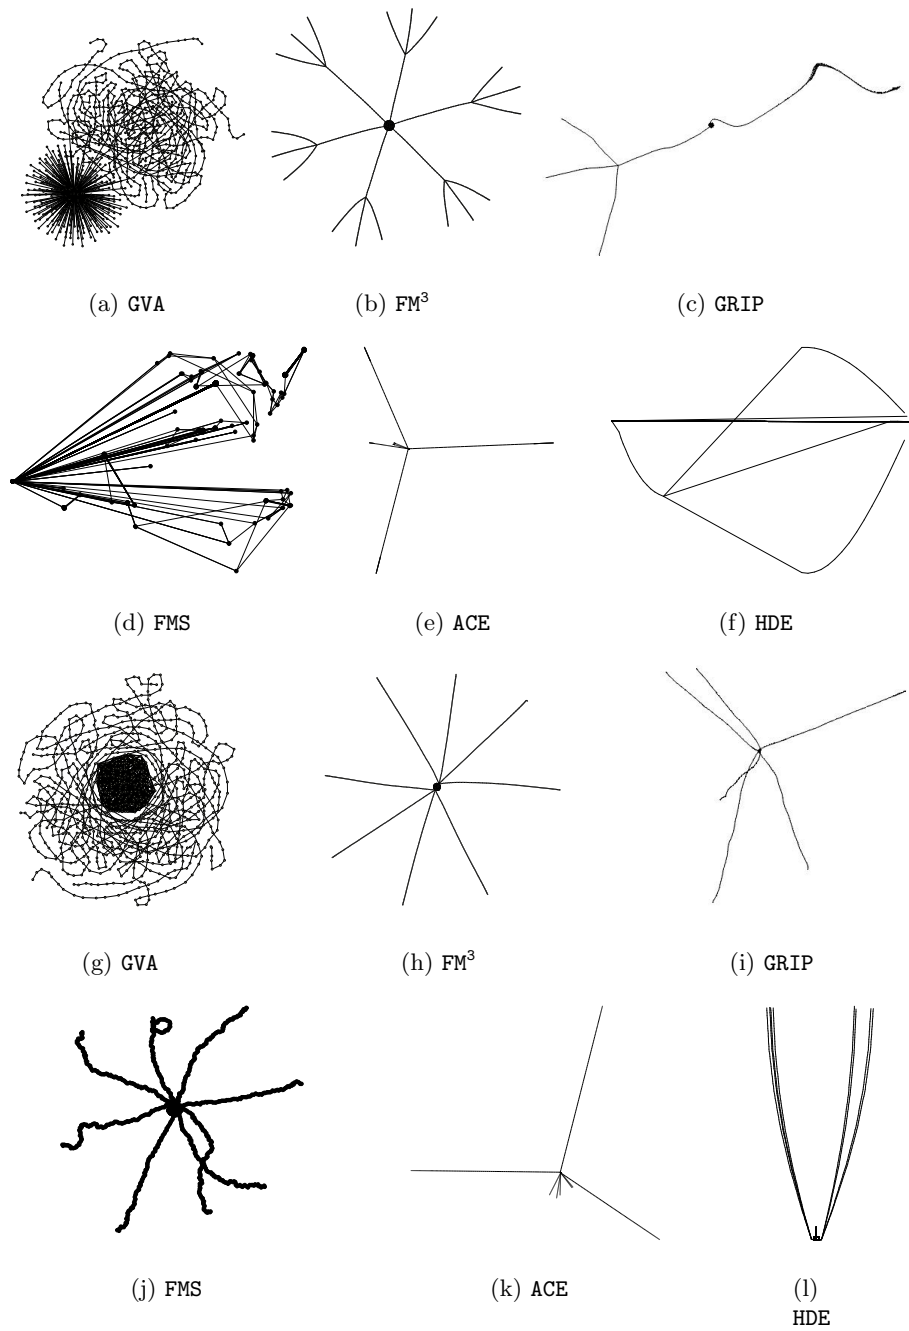 (a) GVA
(b) FM³
(c) GRIP
(d) FMS
(e) ACE
(f) HDE
(g) GVA
(h) FM³
(i) GRIP
(j) FMS
(k) ACE
(l)
HDE